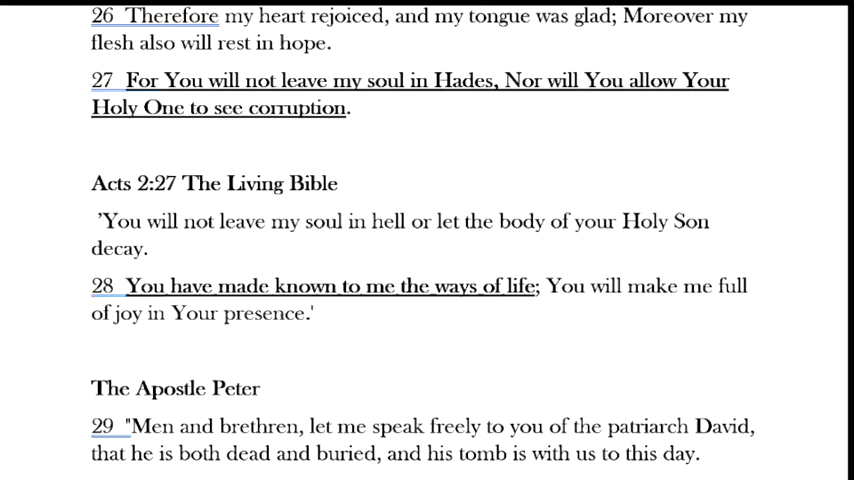 26 Therefore my heart rejoiced, and my tongue was glad; Moreover my
flesh also will rest in hope.
27 For You will not leave my soul in Hades, Nor will You allow Your
Holy One to see corruption.
Acts 2:27 The Living Bible
'You will not leave my soul in hell or let the body of your Holy Son
decay.
28 You have made known to me the ways of life; You will make me full
of joy in Your presence.'
The Apostle Peter
29 "Men and brethren, let me speak freely to you of the patriarch David,
that he is both dead and buried, and his tomb is with us to this day.